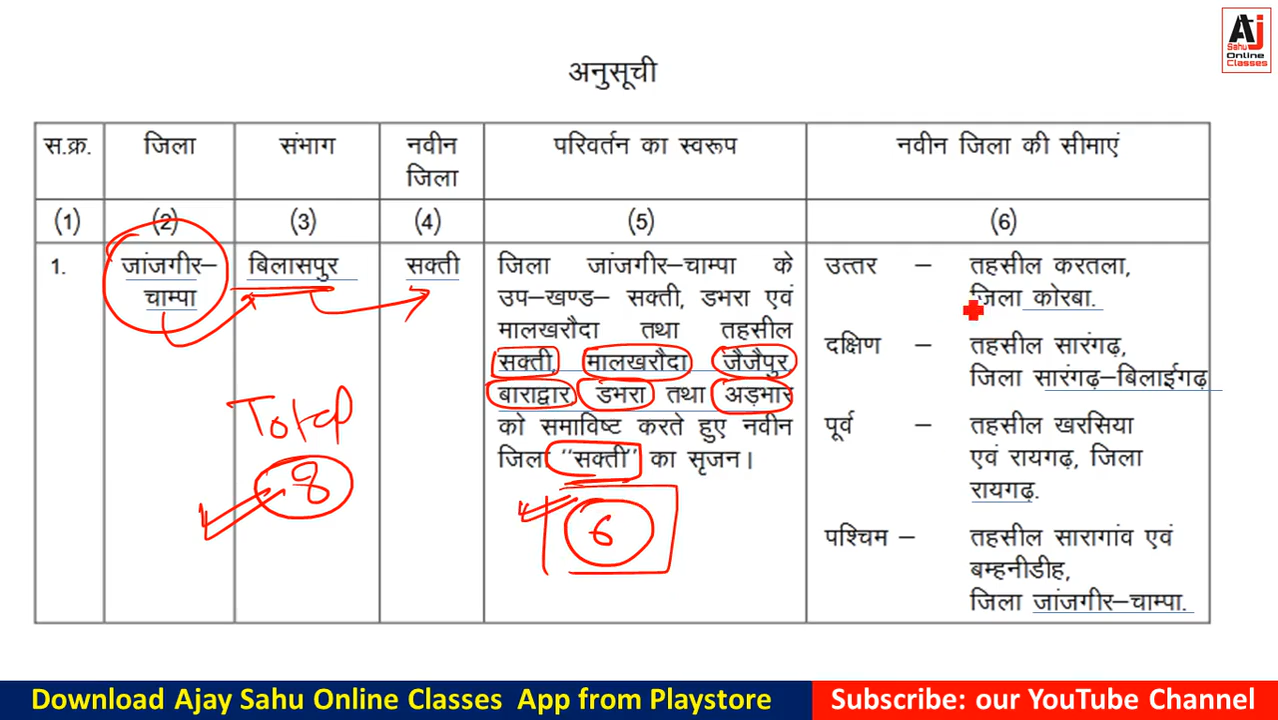 Aj
Sahu
Online
Classes
अनुसूची
स.क्र. जिला संभाग नवीन जिला परिवर्तन का स्वरूप नवीन जिला की सीमाएं
(1) (2) (3) (4) (5) (6)
1.
जांजगीर–
चाम्पा
बिलासपुर
सक्ती
जिला जांजगीर–चाम्पा के
उप–खण्ड– सक्ती, डभरा एवं
मालखरौदा तथा तहसील
सक्ती, मालखरौदा जैजैपुर,
बाराद्वार, डभरा तथा अड़भार
को समाविष्ट करते हुए नवीन
जिला "सक्ती" का सृजन।
उत्तर – तहसील करतला,
जिला कोरबा.
दक्षिण – तहसील सारंगढ़,
जिला सारंगढ़–बिलाईगढ़
पूर्व – तहसील खरसिया
एवं रायगढ़, जिला
रायगढ़.
पश्चिम – तहसील सारागांव एवं
बम्हनीडीह,
जिला जांजगीर–चाम्पा.
Total
8
6
Download Ajay Sahu Online Classes App from Playstore
Subscribe: our YouTube Channel